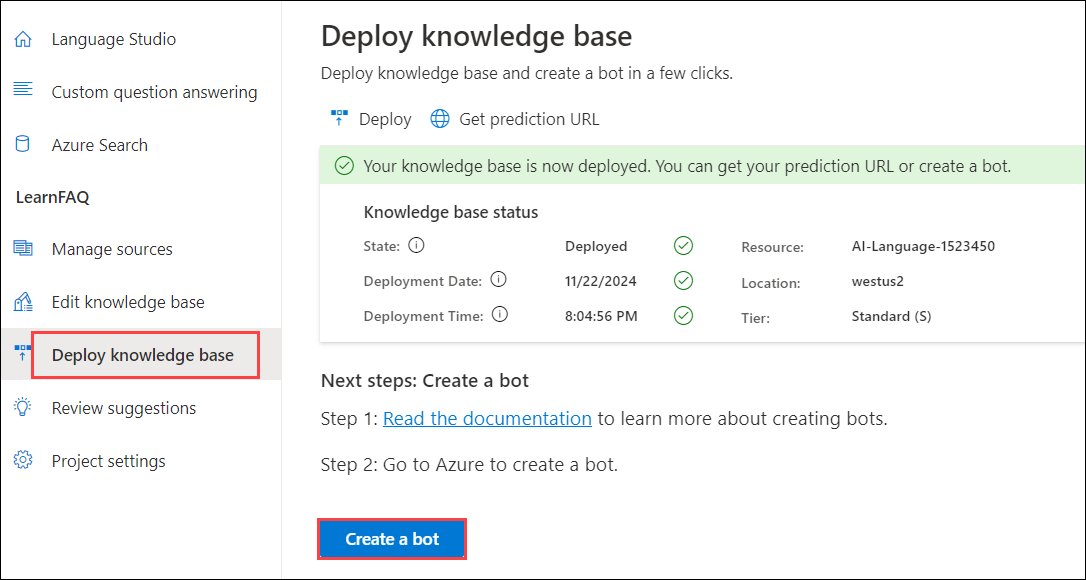 Language Studio
Custom question answering
Azure Search
LearnFAQ
Manage sources
Edit knowledge base
Deploy knowledge base
Review suggestions
Project settings
Deploy knowledge base
Deploy knowledge base and create a bot in a few clicks.
Deploy Get prediction URL
Your knowledge base is now deployed. You can get your prediction URL or create a bot.
Knowledge base status
State: Deployed Resource: AI-Language-1523450
Deployment Date: 11/22/2024 Location: westus2
Deployment Time: 8:04:56 PM Tier: Standard (S)
Next steps: Create a bot
Step 1: Read the documentation to learn more about creating bots.
Step 2: Go to Azure to create a bot.
Create a bot